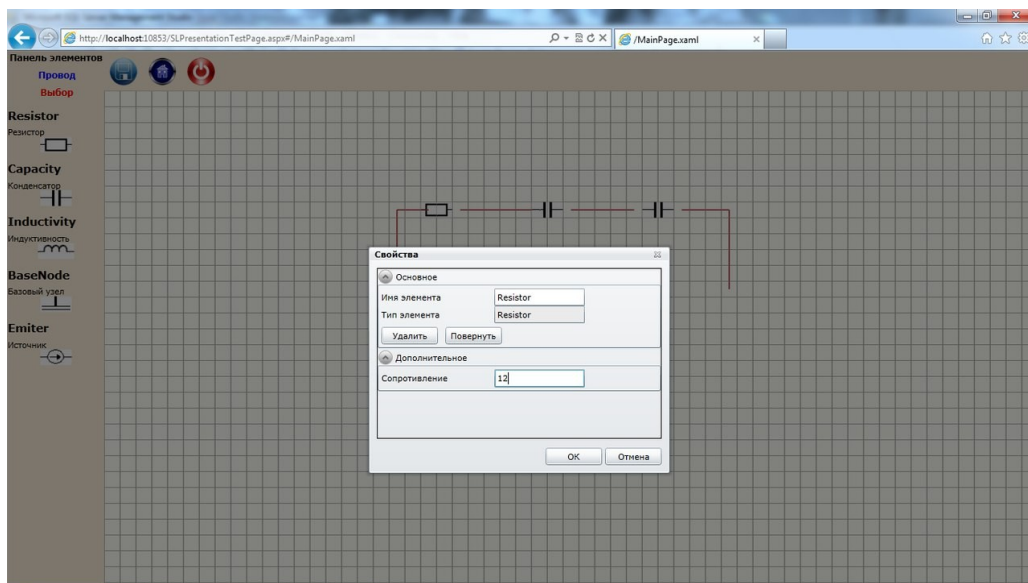 http://localhost:10853/SLPresentationTestPage.aspx#/MainPage.xaml
/MainPage.xaml
Панель элементов
Провод
Выбор
Resistor
Резистор
Capacity
Конденсатор
Inductivity
Индуктивность
BaseNode
Базовый узел
Emiter
Источник
Свойства
Основное
Имя элемента Resistor
Тип элемента Resistor
Удалить Повернуть
Дополнительное
Сопротивление 12
OK Отмена